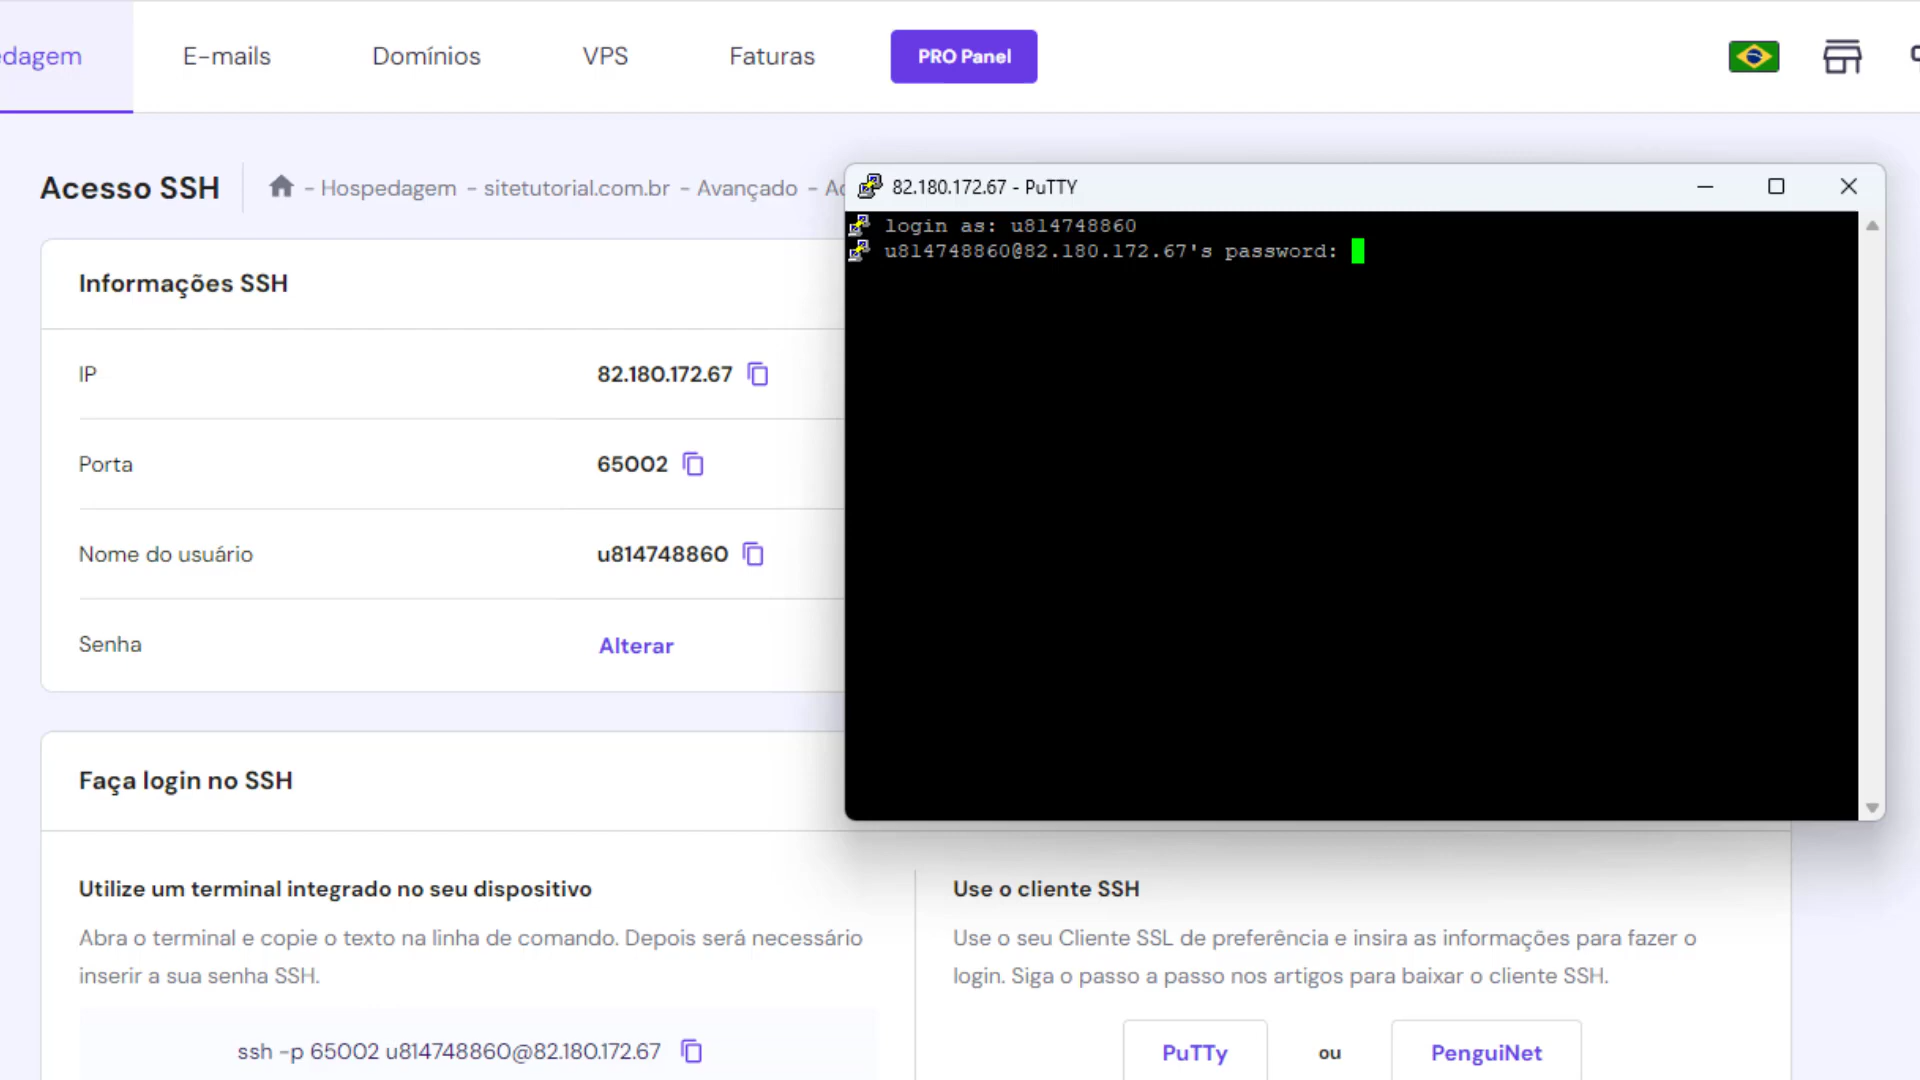 E-mails
Domínios
VPS
Faturas
PRO Panel
Acesso SSH
- Hospedagem - sitetutorial.com.br - Avançado -
82.180.172.67 - PuTTY
login as: u814748860
u814748860@82.180.172.67's password:
Informações SSH
IP
82.180.172.67
Porta
65002
Nome do usuário
u814748860
Senha
Alterar
Faça login no SSH
Utilize um terminal integrado no seu dispositivo
Abra o terminal e copie o texto na linha de comando. Depois será necessário
inserir a sua senha SSH.
ssh -p 65002 u814748860@82.180.172.67
Use o cliente SSH
Use o seu Cliente SSL de preferência e insira as informações para fazer o
login. Siga o passo a passo nos artigos para baixar o cliente SSH.
PuTTy
ou
PenguiNet